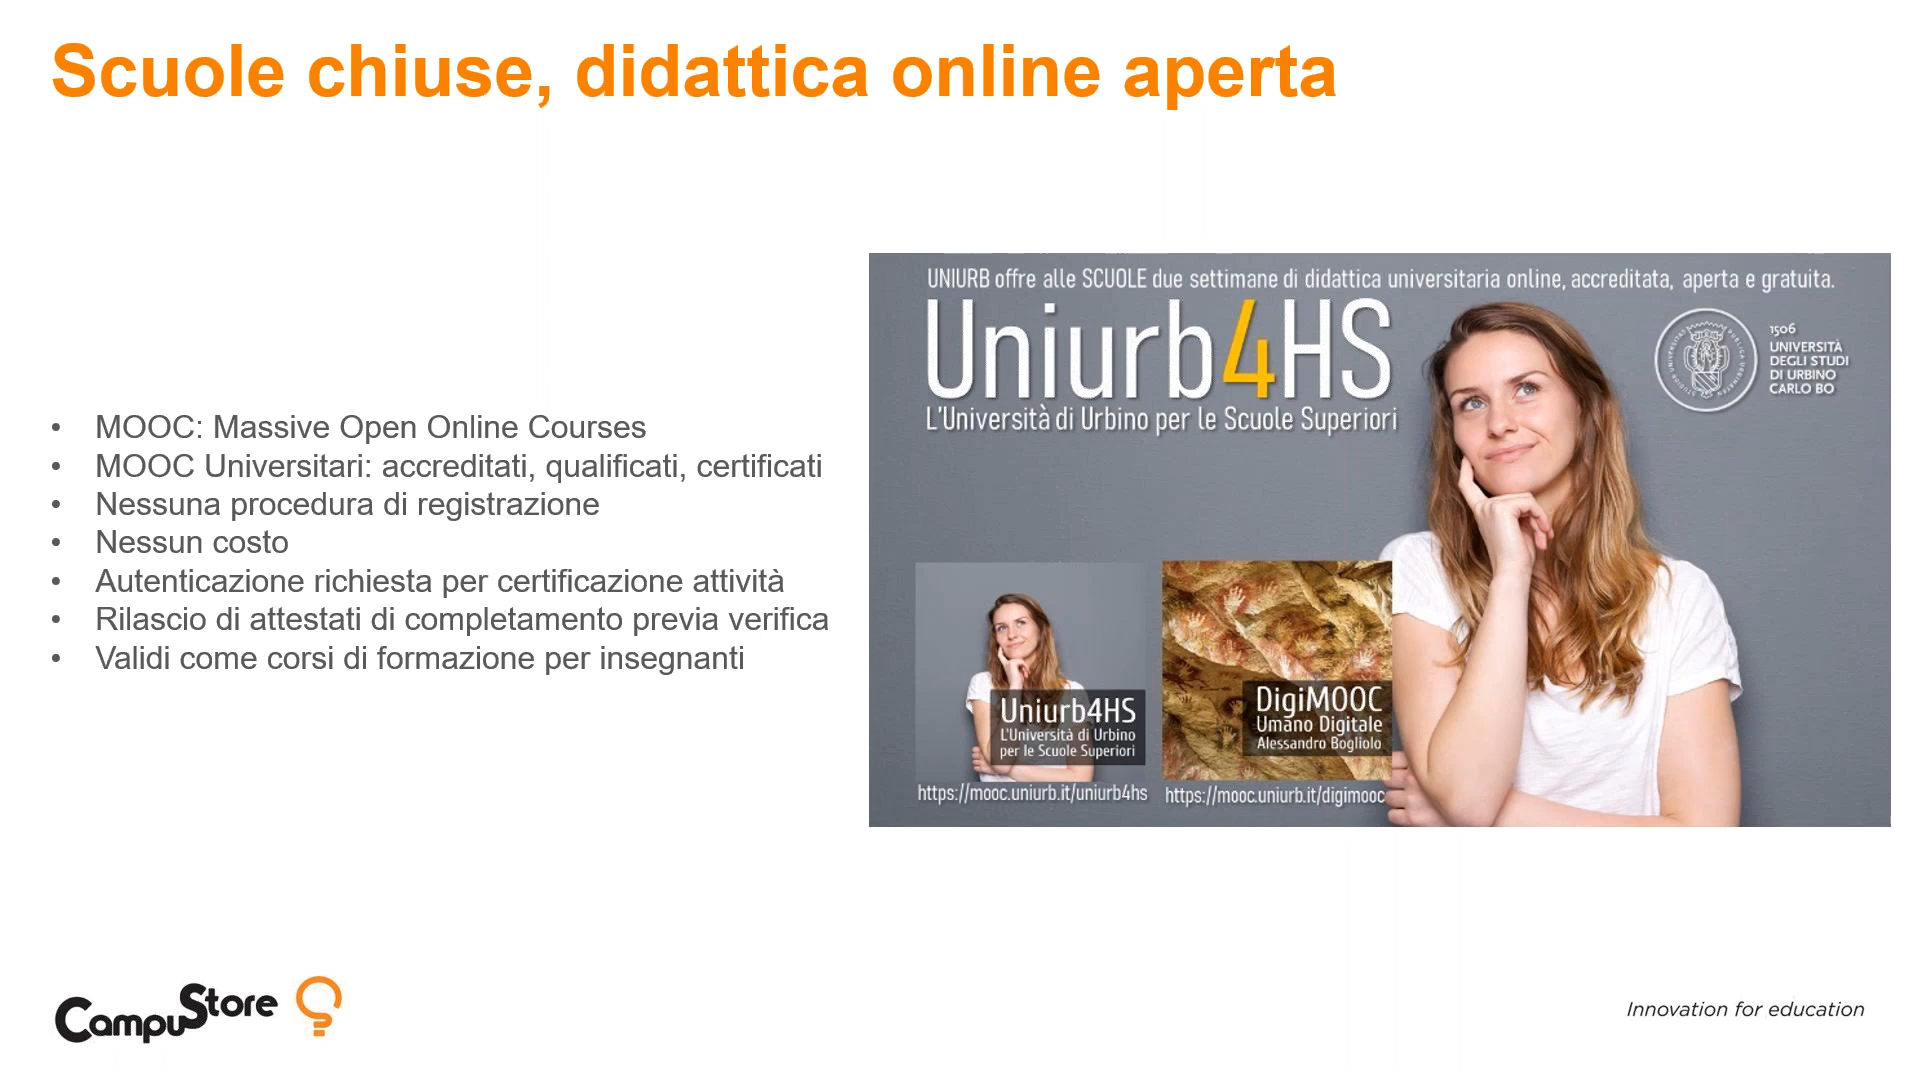 Scuole chiuse, didattica online aperta
• MOOC: Massive Open Online Courses
• MOOC Universitari: accreditati, qualificati, certificati
• Nessuna procedura di registrazione
• Nessun costo
• Autenticazione richiesta per certificazione attività
• Rilascio di attestati di completamento previa verifica
• Validi come corsi di formazione per insegnanti
UNIURB offre alle SCUOLE due settimane di didattica universitaria online, accreditata, aperta e gratuita.
Uniurb4HS
L'Università di Urbino per le Scuole Superiori
1506
UNIVERSITÀ
DEGLI STUDI
DI URBINO
CARLO BO
Uniurb4HS
L'Università di Urbino
per le Scuole Superiori
https://mooc.uniurb.it/uniurb4hs
DigiMOOC
Umano Digitale
Alessandro Bogliolo
https://mooc.uniurb.it/digimooc
CampuStore
Innovation for education